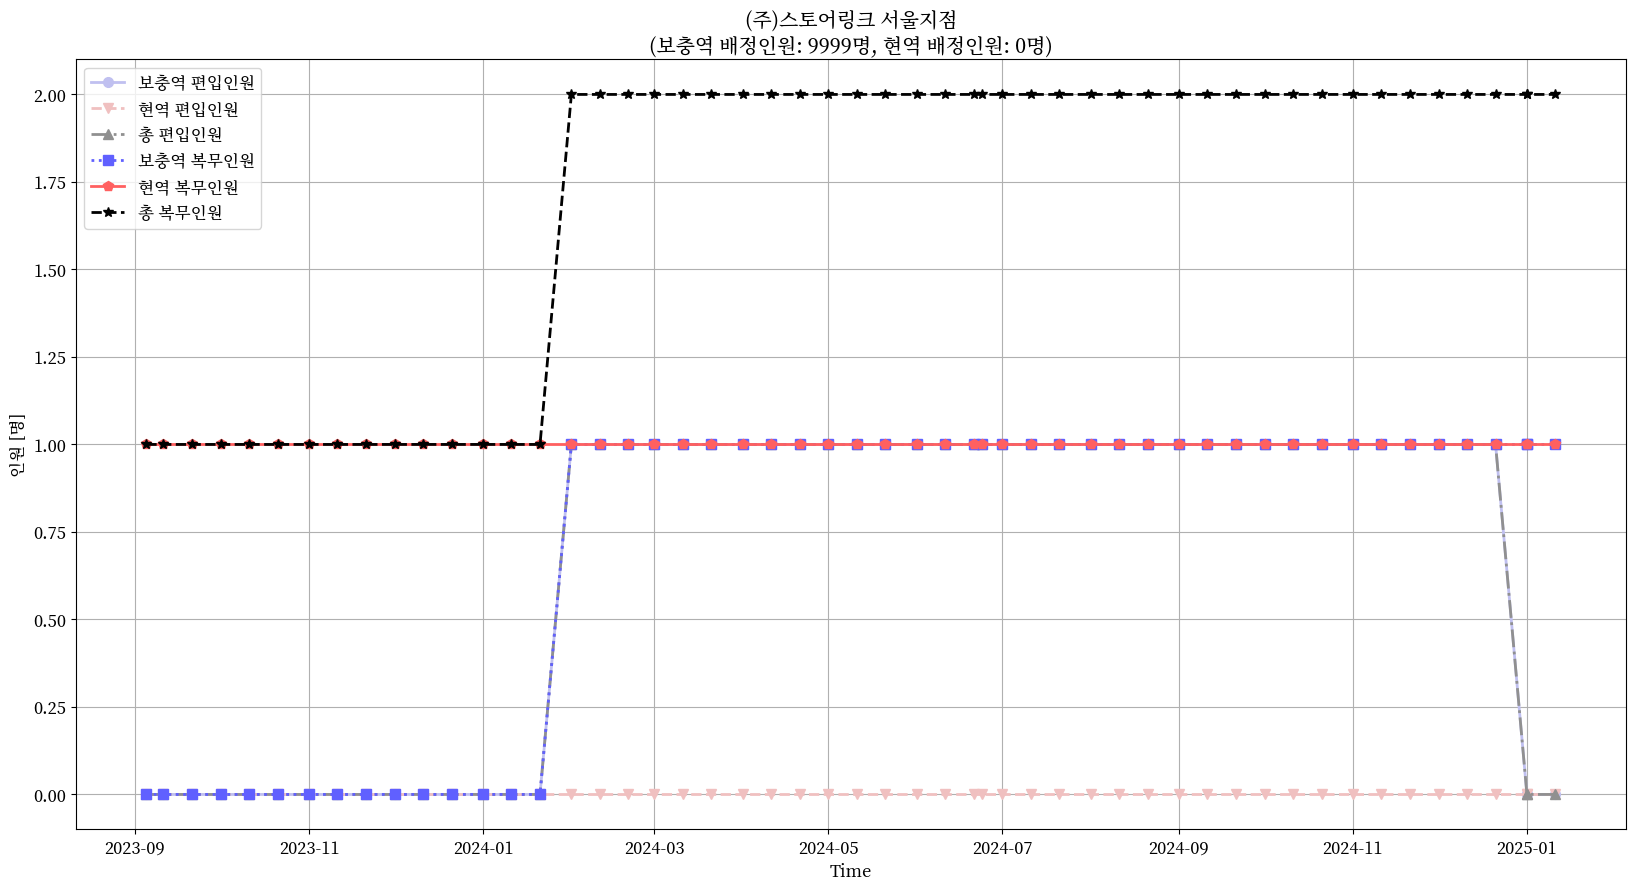 (주)스토어링크 서울지점
(보충역 배정인원: 9999명, 현역 배정인원: 0명)
보충역 편입인원
현역 편입인원
총 편입인원
보충역 복무인원
현역 복무인원
총 복무인원
인원 [명]
2.00
1.75
1.50
1.25
1.00
0.75
0.50
0.25
0.00
2023-09 2023-11 2024-01 2024-03 2024-05 2024-07 2024-09 2024-11 2025-01
Time